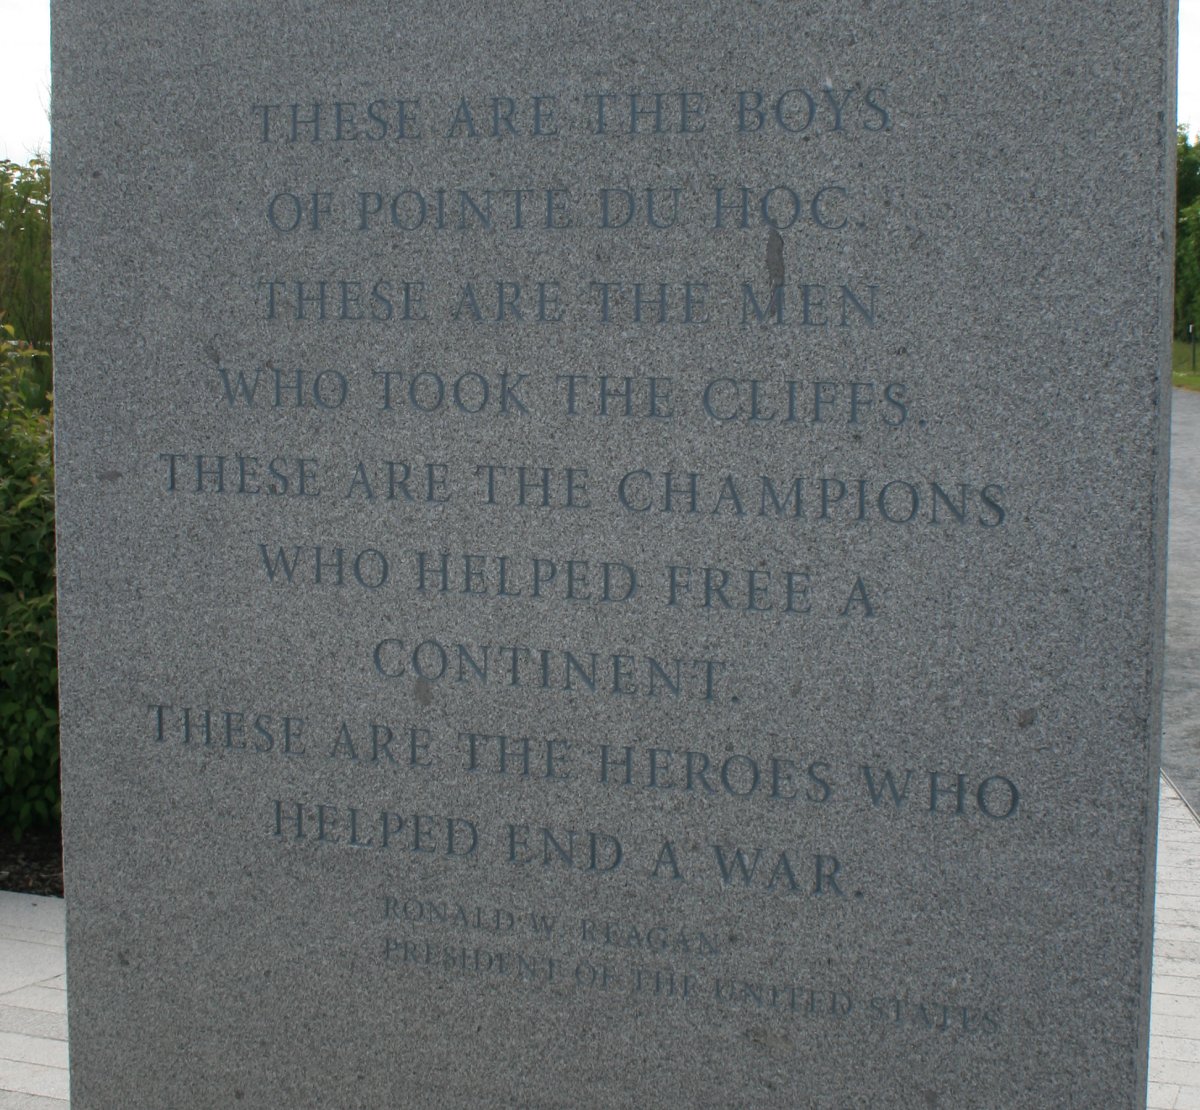 THESE ARE THE BOYS
OF POINTE DU HOC.
THESE ARE THE MEN
WHO TOOK THE CLIFFS.
THESE ARE THE CHAMPIONS
WHO HELPED FREE A
CONTINENT.
THESE ARE THE HEROES WHO
HELPED END A WAR.
RONALD W. REAGAN
PRESIDENT OF THE UNITED STATES